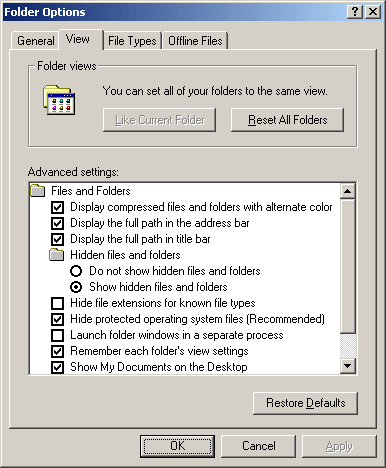 Folder Options
General View File Types Offline Files
Folder views
You can set all of your folders to the same view.
Like Current Folder Reset All Folders
Advanced settings:
Files and Folders
Display compressed files and folders with alternate color
Display the full path in the address bar
Display the full path in title bar
Hidden files and folders
Do not show hidden files and folders
Show hidden files and folders
Hide file extensions for known file types
Hide protected operating system files (Recommended)
Launch folder windows in a separate process
Remember each folder's view settings
Show My Documents on the Desktop
Restore Defaults
OK Cancel Apply